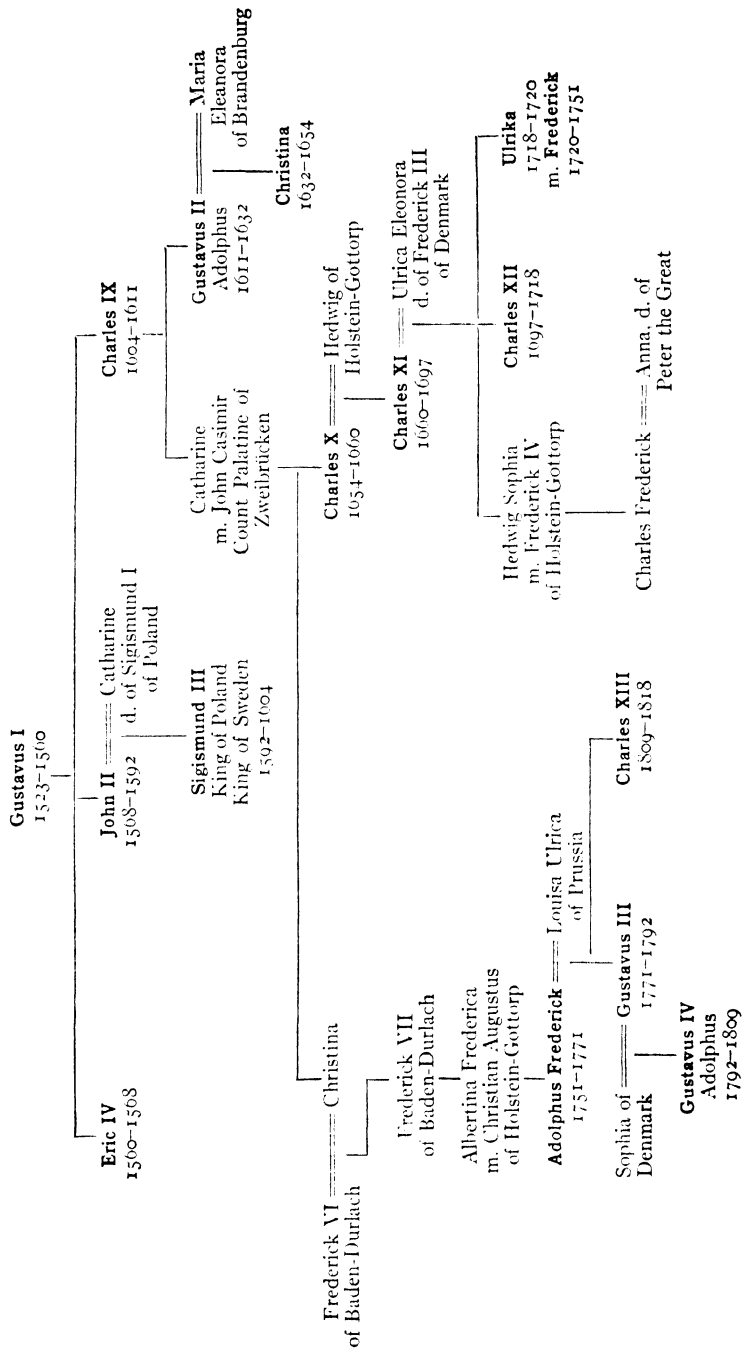 Gustavus I
1523–1560
Eric IV
1560–1568
John II
1568–1592
Catharine
d. of Sigismund I
of Poland
Charles IX
1604–1611
Sigismund III
King of Poland
King of Sweden
1592–1604
Catharine
m. John Casimir
Count Palatine of
Zweibrücken
Gustavus II
Adolphus
1611–1632
Maria
Eleanora
of Brandenburg
Christina
1632–1654
Frederick VI
of Baden-Durlach
Christina
Charles X
1654–1660
Hedwig of
Holstein-Gottorp
Frederick VII
of Baden-Durlach
Charles XI
1660–1697
Ulrica Eleonora
d. of Frederick III
of Denmark
Albertina Frederica
m. Christian Augustus
of Holstein-Gottorp
Hedwig Sophia
m. Frederick IV
of Holstein-Gottorp
Charles XII
1697–1718
Ulrika
1718–1720
m. Frederick
1720–1751
Adolphus Frederick
1751–1771
Louisa Ulrica
of Prussia
Charles Frederick
Anna, d. of
Peter the Great
Sophia of
Denmark
Gustavus III
1771–1792
Charles XIII
1809–1818
Gustavus IV
Adolphus
1792–1809